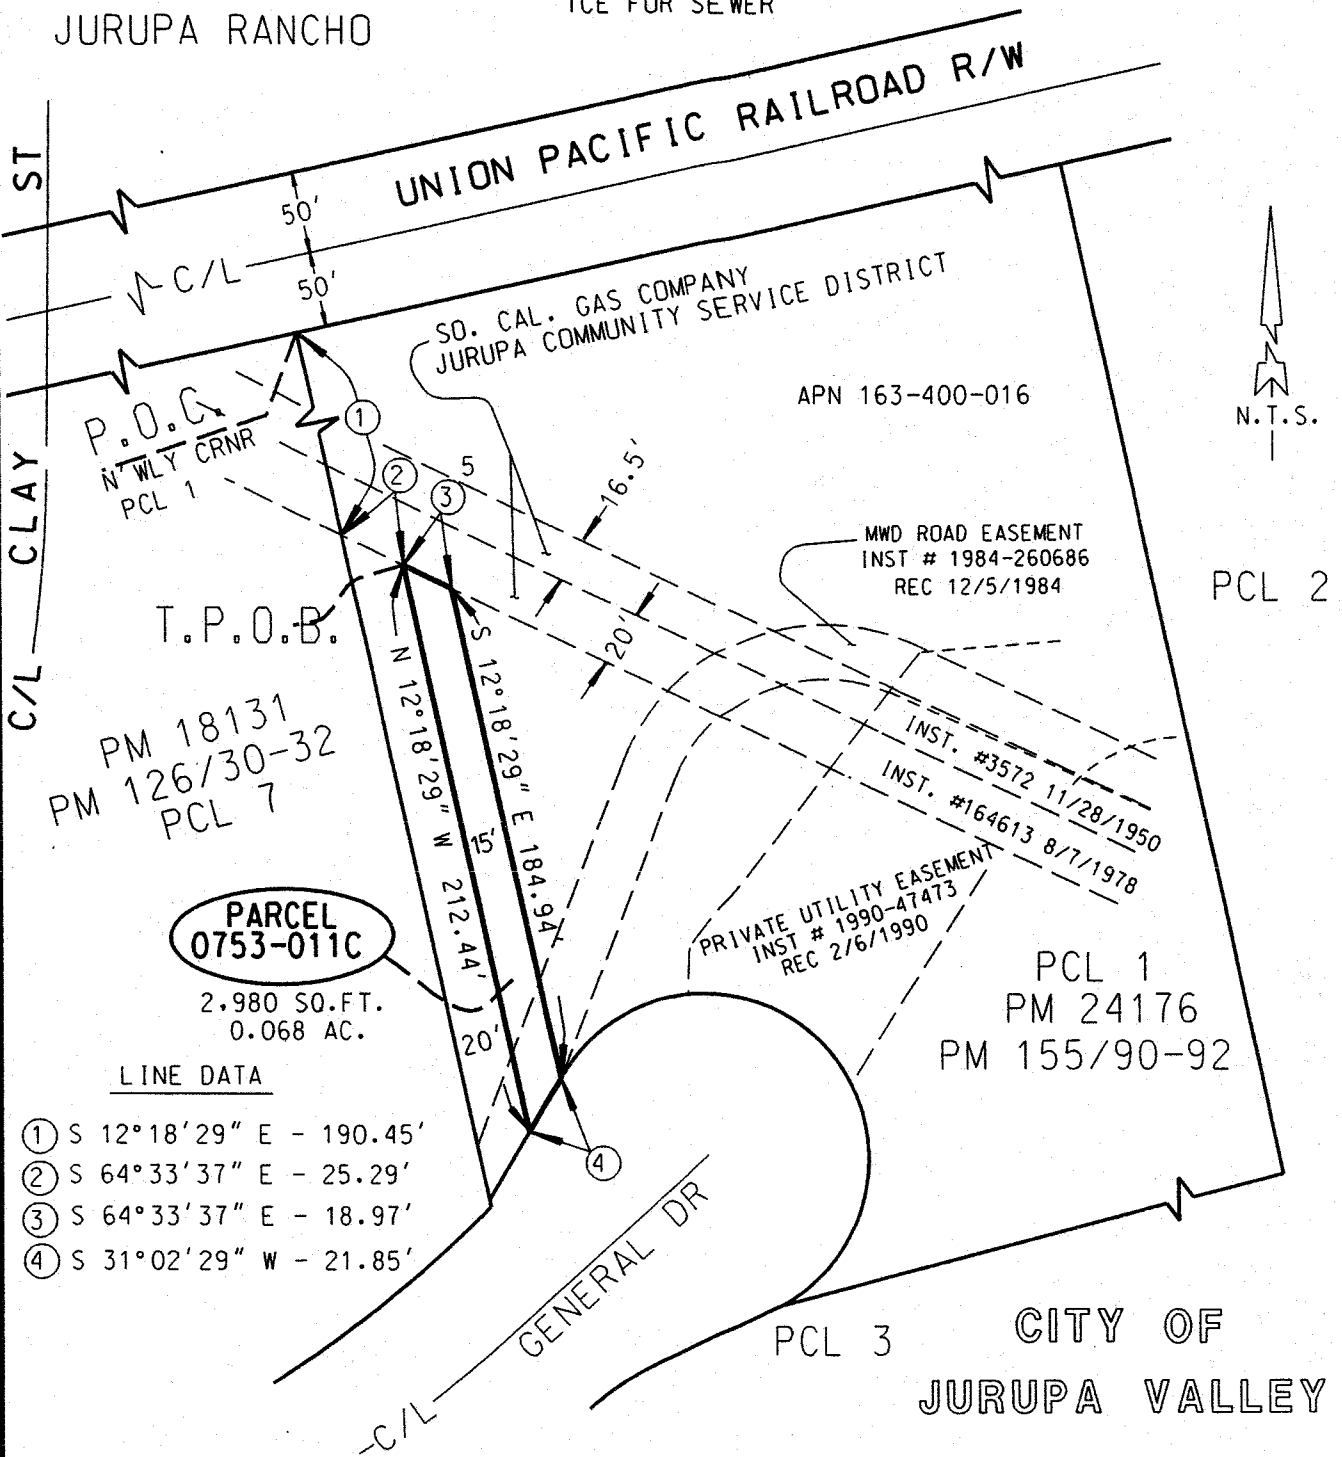 TCE FOR SEWER
JURUPA RANCHO
UNION PACIFIC RAILROAD R/W
C/L CLAY ST
50'
C/L
50'
SO. CAL. GAS COMPANY
JURUPA COMMUNITY SERVICE DISTRICT
APN 163-400-016
N.T.S.
P.O.C.
N'WLY CRNR
PCL 1
1
2
3
5
16.5'
MWD ROAD EASEMENT
INST # 1984-260686
REC 12/5/1984
PCL 2
T.P.O.B.
20'
N 12°18'29" W 212.44'
S 12°18'29" E 184.94'
15'
PM 18131
PM 126/30-32
PCL 7
INST. #3572 11/28/1950
INST. #164613 8/7/1978
PRIVATE UTILITY EASEMENT
INST # 1990-47473
REC 2/6/1990
PARCEL
0753-011C
2,980 SQ.FT.
0.068 AC.
20'
PCL 1
PM 24176
PM 155/90-92
LINE DATA
1 S 12°18'29" E - 190.45'
2 S 64°33'37" E - 25.29'
3 S 64°33'37" E - 18.97'
4 S 31°02'29" W - 21.85'
4
GENERAL DR
C/L
PCL 3
CITY OF
JURUPA VALLEY